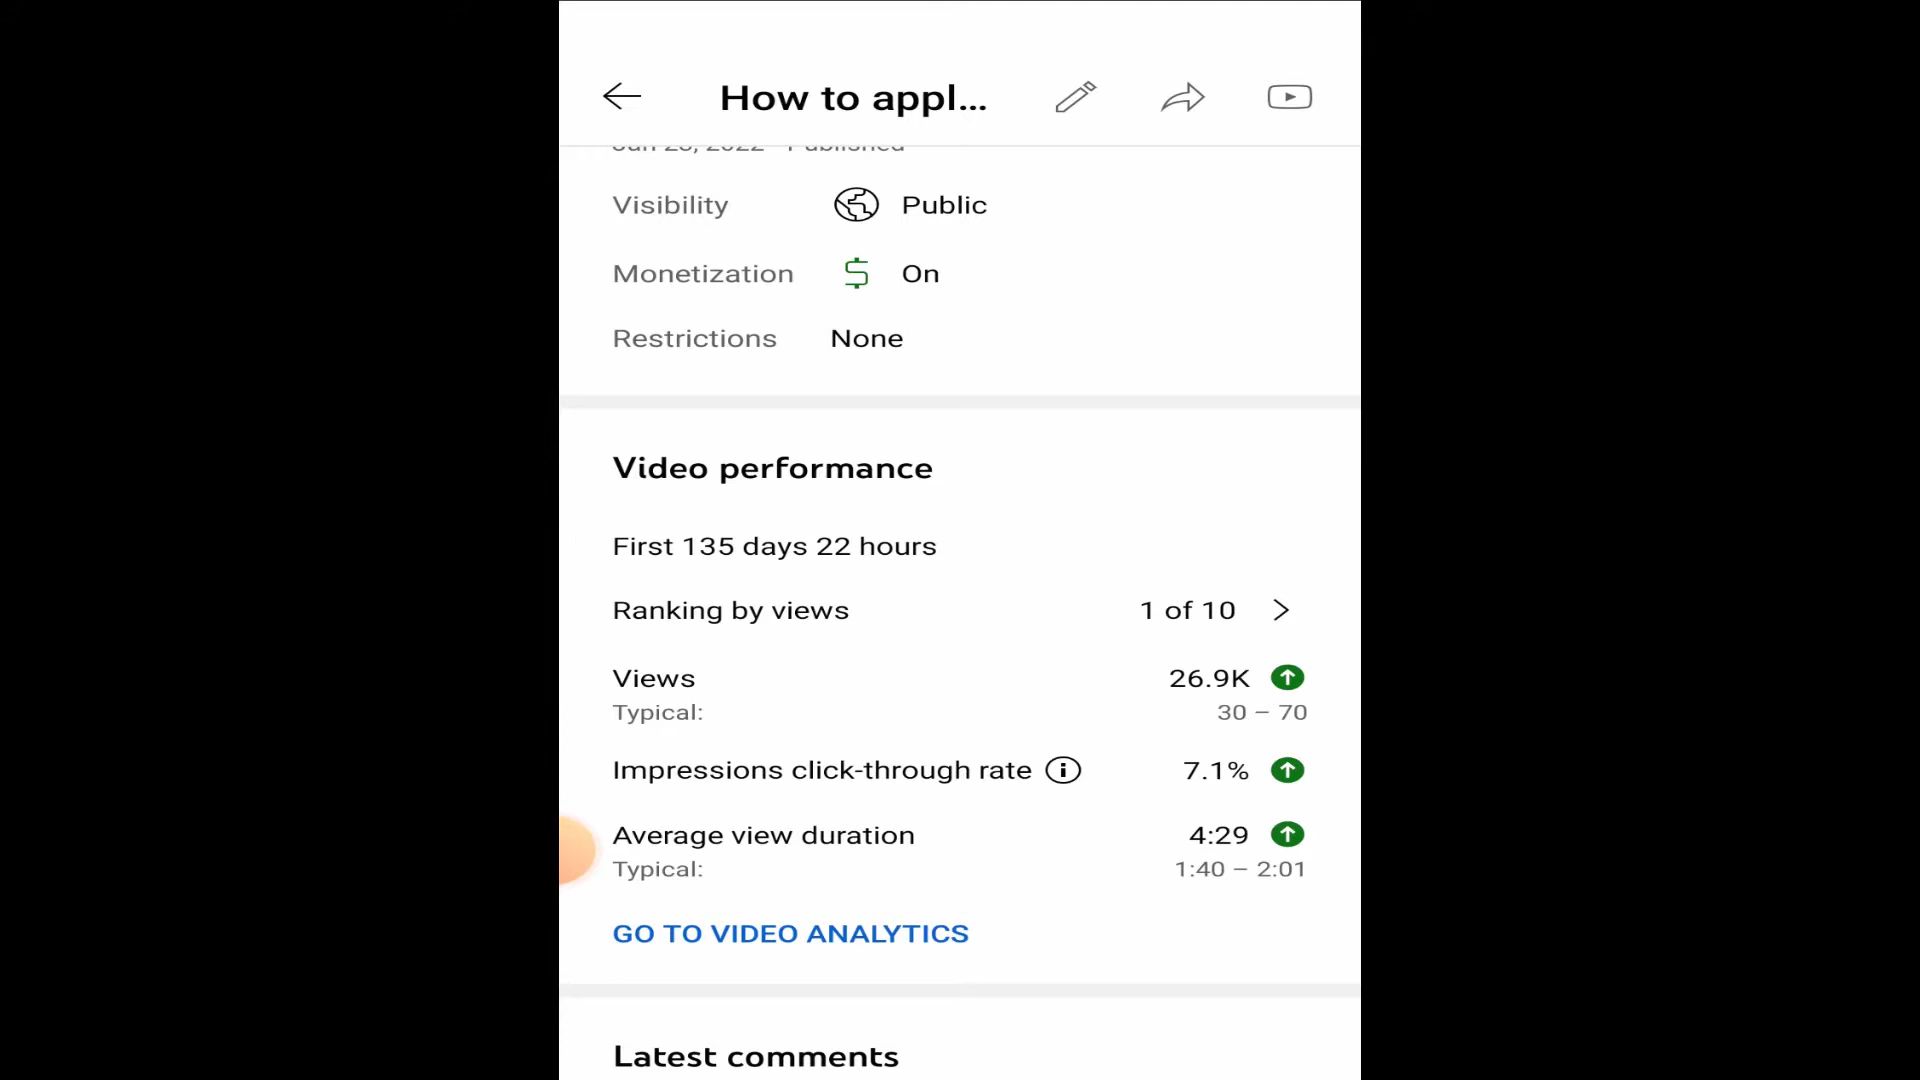 How to appl...
2022 Published
Visibility Public
Monetization On
Restrictions None
Video performance
First 135 days 22 hours
Ranking by views 1 of 10
Views 26.9K
Typical: 30 – 70
Impressions click-through rate 7.1%
Average view duration 4:29
Typical: 1:40 – 2:01
GO TO VIDEO ANALYTICS
Latest comments